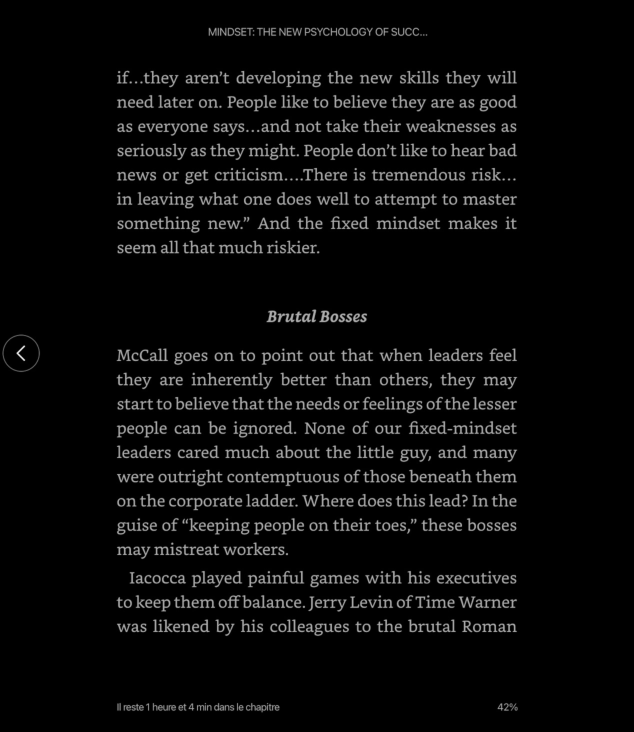 MINDSET: THE NEW PSYCHOLOGY OF SUCC...
if…they aren’t developing the new skills they will
need later on. People like to believe they are as good
as everyone says…and not take their weaknesses as
seriously as they might. People don’t like to hear bad
news or get criticism.…There is tremendous risk…
in leaving what one does well to attempt to master
something new.” And the fixed mindset makes it
seem all that much riskier.
Brutal Bosses
McCall goes on to point out that when leaders feel
they are inherently better than others, they may
start to believe that the needs or feelings of the lesser
people can be ignored. None of our fixed-mindset
leaders cared much about the little guy, and many
were outright contemptuous of those beneath them
on the corporate ladder. Where does this lead? In the
guise of “keeping people on their toes,” these bosses
may mistreat workers.
Iacocca played painful games with his executives
to keep them off balance. Jerry Levin of Time Warner
was likened by his colleagues to the brutal Roman
Il reste 1 heure et 4 min dans le chapitre
42%